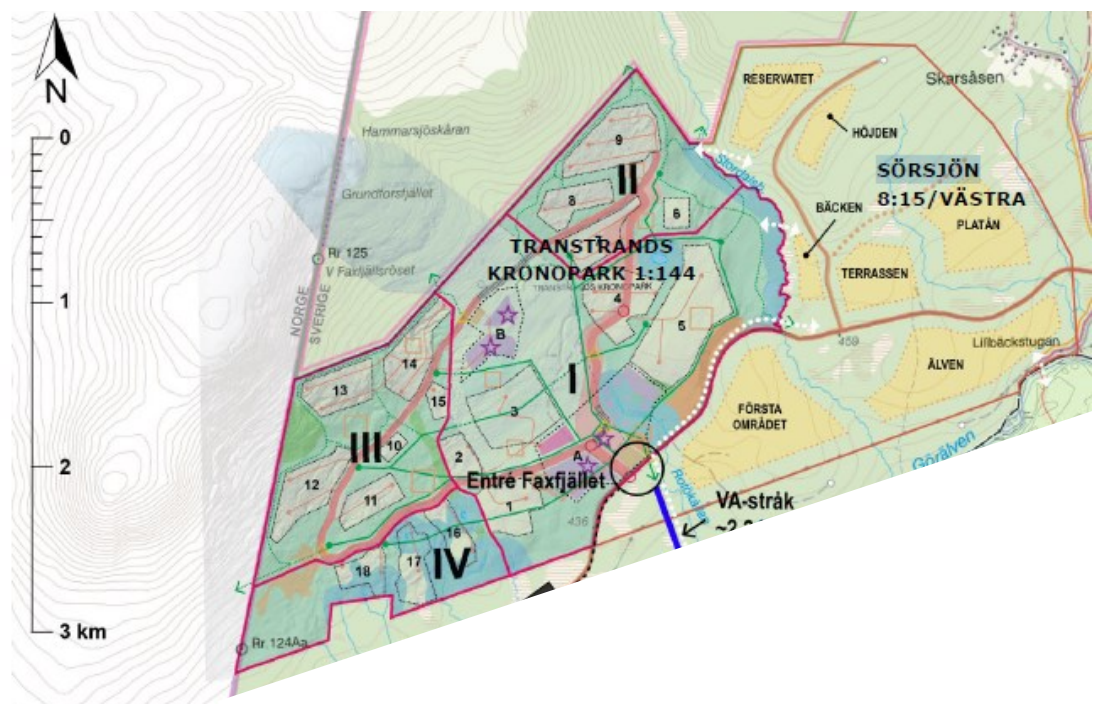 N
0
1
2
3 km
Hammarsjöskåran
Grundforsfjället
Rr 125
V Faxfjällsröset
NORGE
SVERIGE
RESERVATET
HÖJDEN
Skarsåsen
Stordalen
SÖRSJÖN
8:15/VÄSTRA
BÄCKEN
PLATÅN
TERRASSEN
9
II
8
6
7
TRANSTRANDS
KRONOPARK 1:144
4
5
B
14
13
15
I
3
459
Lillbäckstugan
ÄLVEN
FÖRSTA
OMRÅDET
10
III
2
A
12
11
Entré Faxfjället
1
436
Görälven
VA-stråk
16
17
18
IV
Rr 124Aa